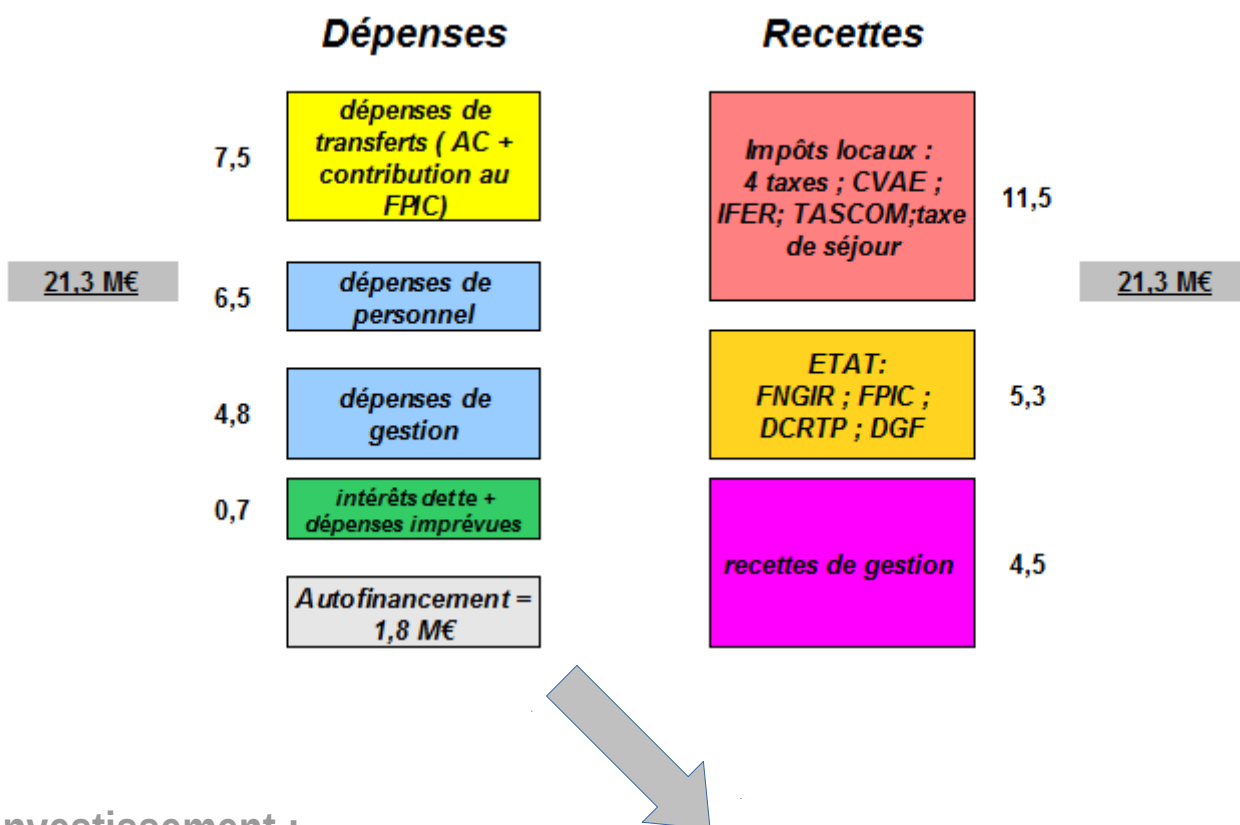 Dépenses
Recettes
7,5
dépenses de
transferts ( AC +
contribution au
FPIC)
Impôts locaux :
4 taxes ; CVAE ;
IFER; TASCOM;taxe
de séjour
11,5
21,3 M€
6,5
dépenses de
personnel
21,3 M€
4,8
dépenses de
gestion
ETAT:
FNGIR ; FPIC ;
DCRTP ; DGF
5,3
0,7
intérêts dette +
dépenses imprévues
recettes de gestion
4,5
Autofinancement =
1,8 M€